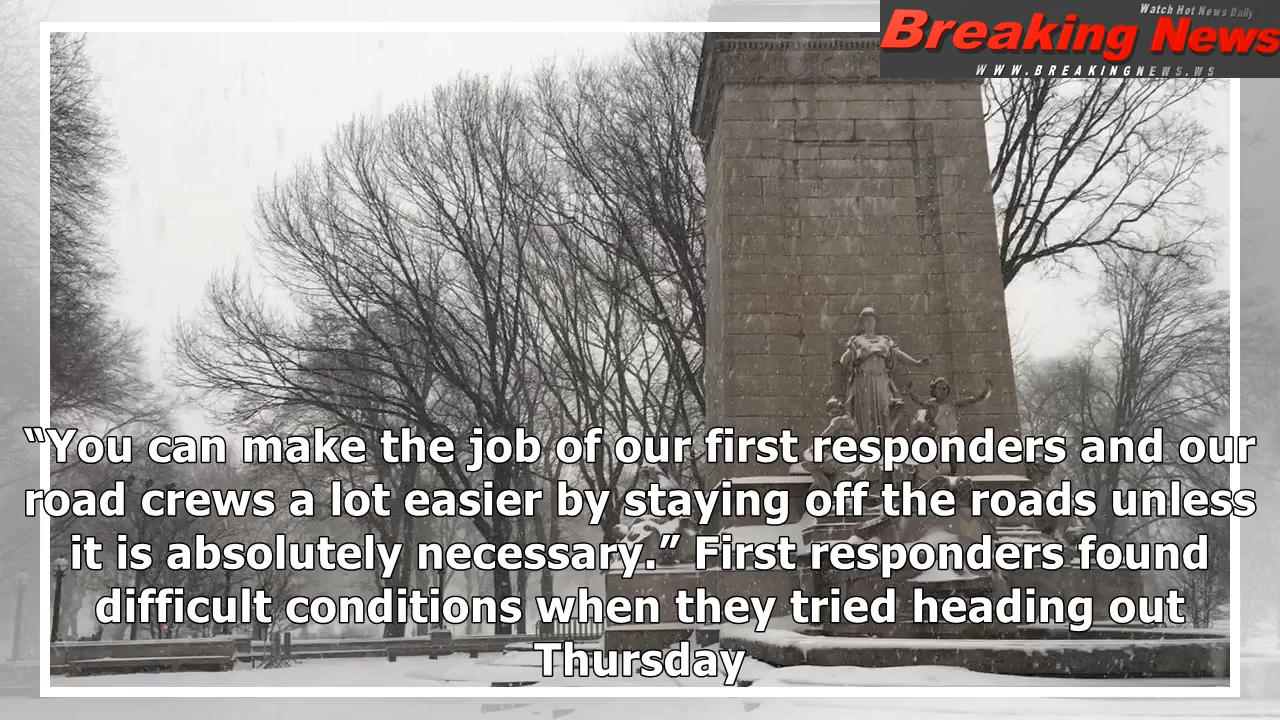 Watch Hot News Daily
Breaking News
WWW.BREAKINGNEWS.WS
“You can make the job of our first responders and our
road crews a lot easier by staying off the roads unless
it is absolutely necessary.” First responders found
difficult conditions when they tried heading out
Thursday